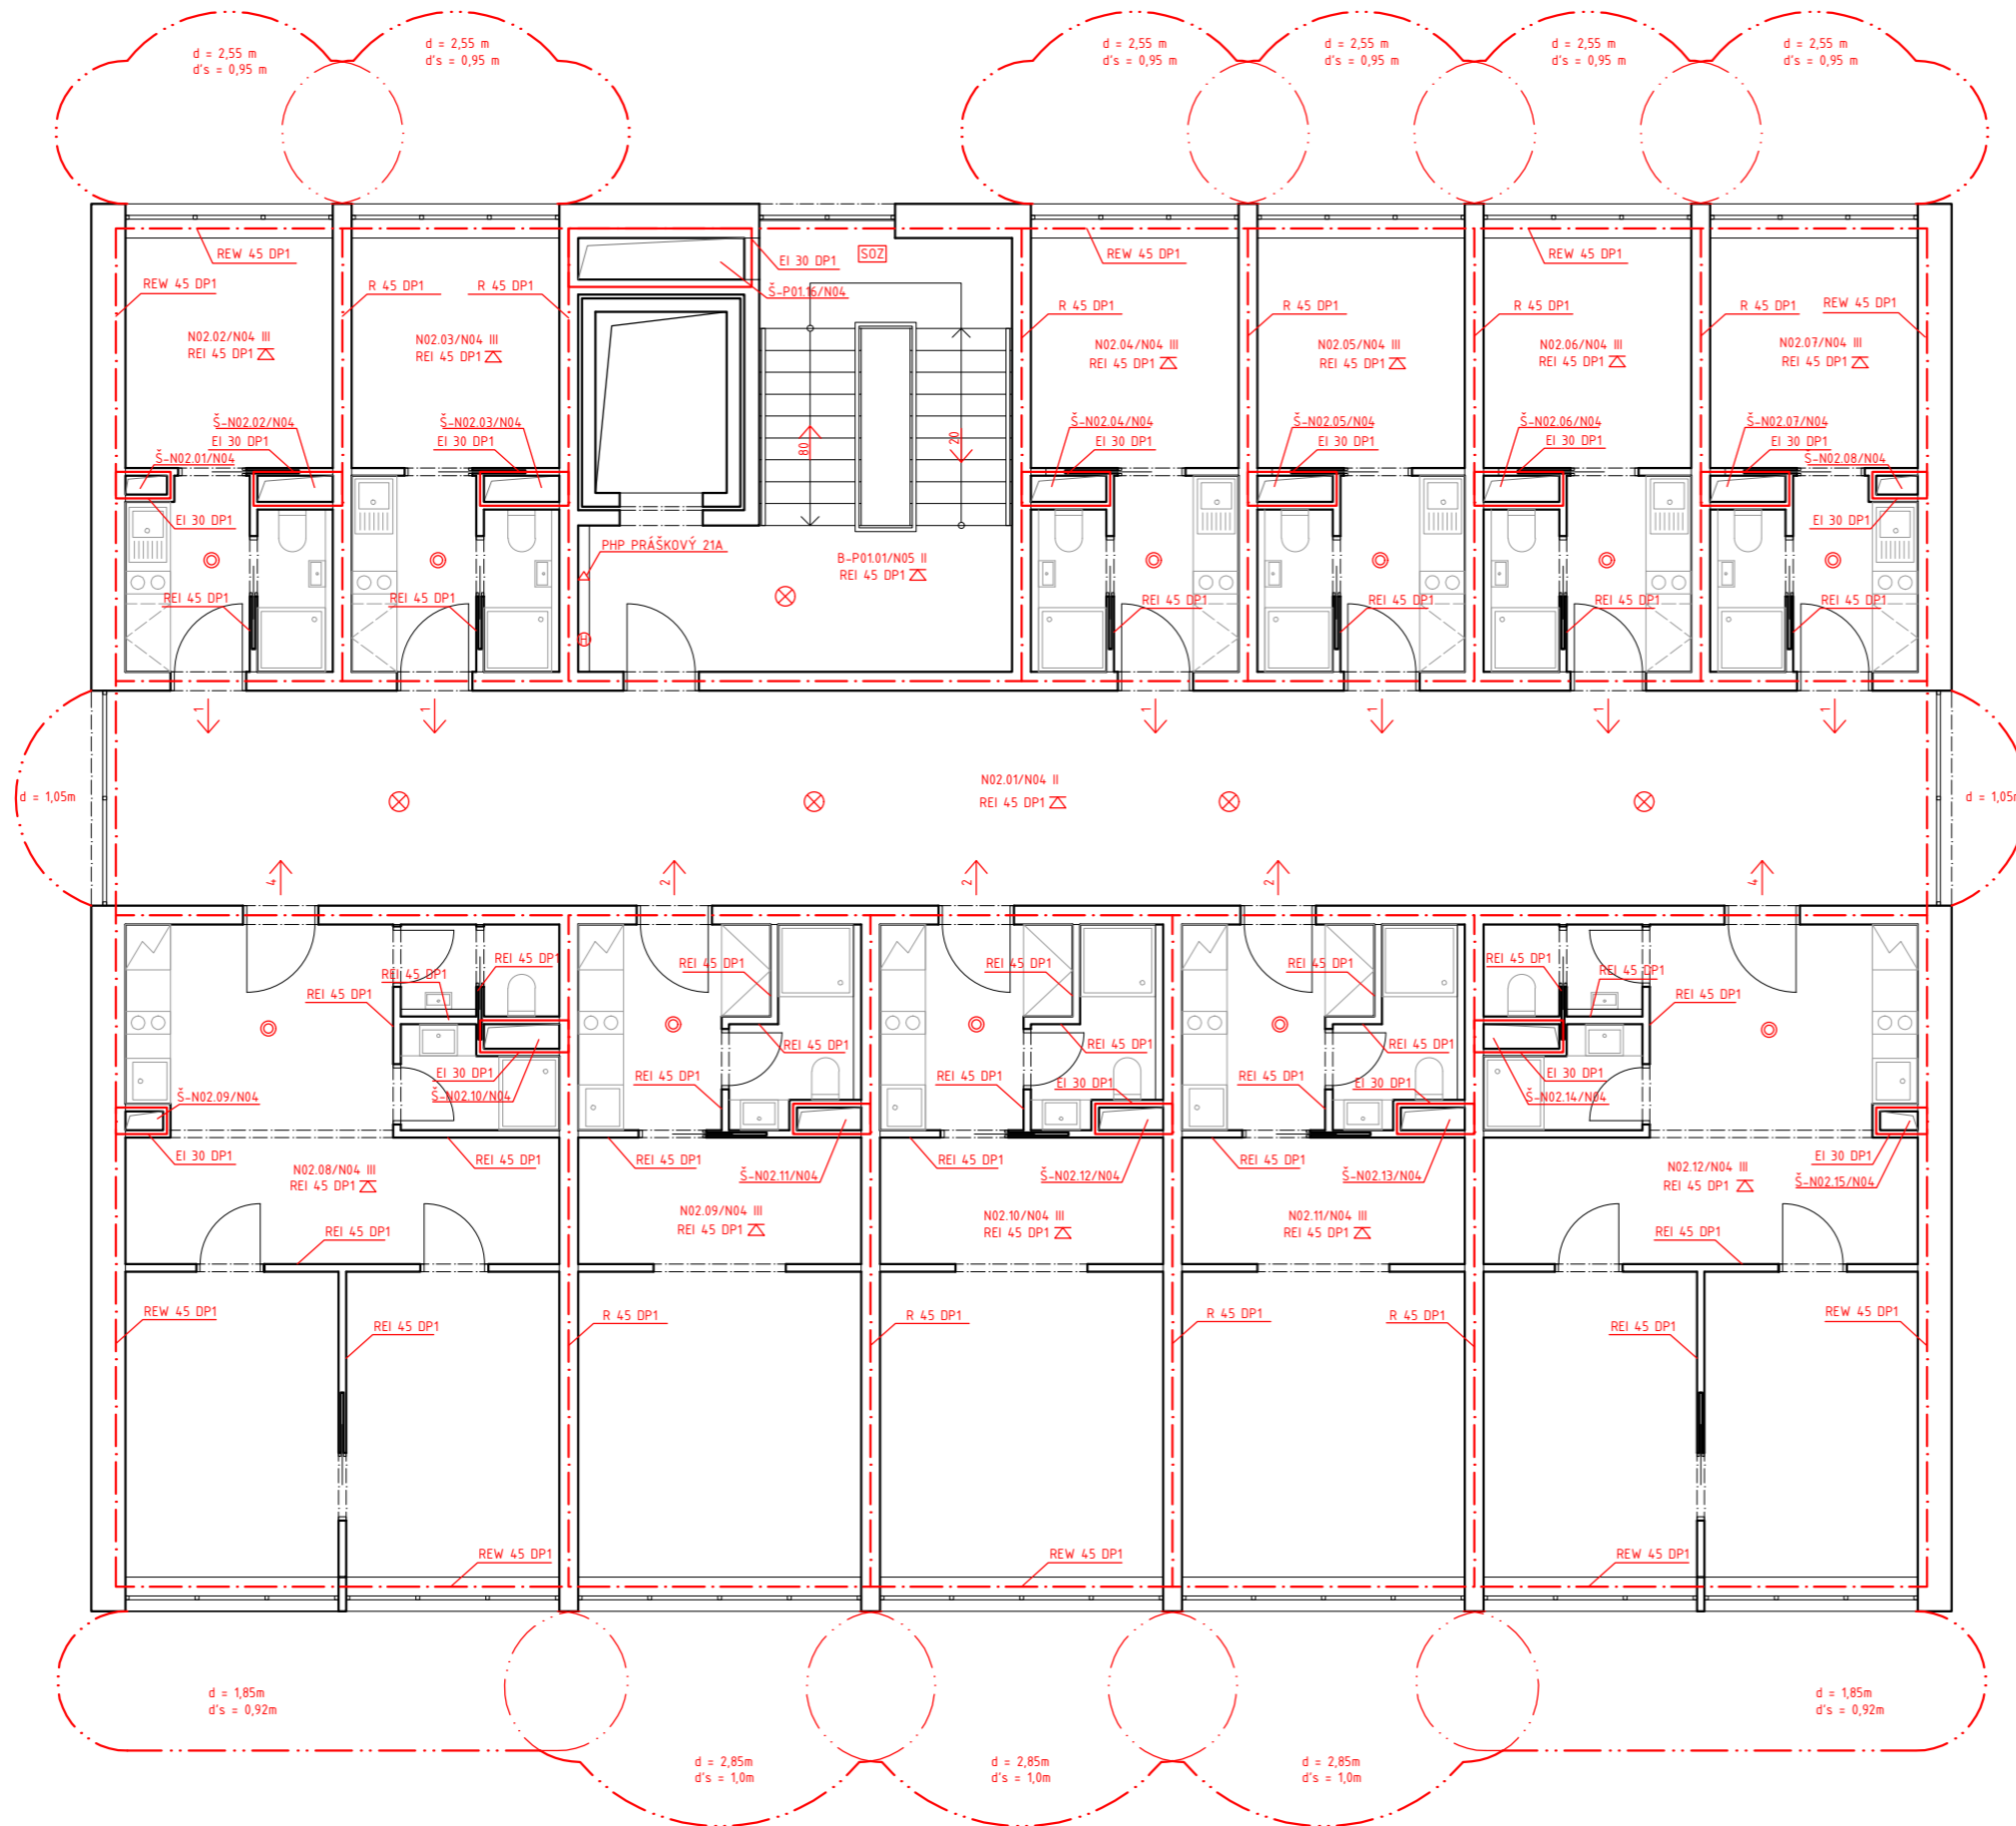 d = 2,55 m
d's = 0,95 m
d = 2,55 m
d's = 0,95 m
d = 2,55 m
d's = 0,95 m
d = 2,55 m
d's = 0,95 m
d = 2,55 m
d's = 0,95 m
d = 2,55 m
d's = 0,95 m
REW 45 DP1
SOZ
EI 30 DP1
REW 45 DP1
REW 45 DP1
REW 45 DP1
R 45 DP1
R 45 DP1
Š-P01.16/N04
R 45 DP1
R 45 DP1
R 45 DP1
R 45 DP1
REW 45 DP1
N02.02/N04 III
REI 45 DP1
N02.03/N04 III
REI 45 DP1
N02.04/N04 III
REI 45 DP1
N02.05/N04 III
REI 45 DP1
N02.06/N04 III
REI 45 DP1
N02.07/N04 III
REI 45 DP1
Š-N02.02/N04
EI 30 DP1
Š-N02.01/N04
Š-N02.03/N04
EI 30 DP1
80
20
Š-N02.04/N04
EI 30 DP1
Š-N02.05/N04
EI 30 DP1
Š-N02.06/N04
EI 30 DP1
Š-N02.07/N04
EI 30 DP1
Š-N02.08/N04
EI 30 DP1
EI 30 DP1
PHP PRÁŠKOVÝ 21A
B-P01.01/N05 II
REI 45 DP1
REI 45 DP1
REI 45 DP1
REI 45 DP1
REI 45 DP1
REI 45 DP1
REI 45 DP1
H
1
1
1
1
1
1
N02.01/N04 II
REI 45 DP1
d = 1,05m
d = 1,05m
4
2
2
2
4
REI 45 DP1
REI 45 DP1
REI 45 DP1
REI 45 DP1
REI 45 DP1
REI 45 DP1
REI 45 DP1
REI 45 DP1
REI 45 DP1
REI 45 DP1
REI 45 DP1
REI 45 DP1
EI 30 DP1
Š-N02.10/N04
Š-N02.09/N04
REI 45 DP1
REI 45 DP1
EI 30 DP1
REI 45 DP1
EI 30 DP1
EI 30 DP1
Š-N02.14/N04
EI 30 DP1
REI 45 DP1
REI 45 DP1
REI 45 DP1
REI 45 DP1
EI 30 DP1
N02.08/N04 III
REI 45 DP1
Š-N02.11/N04
Š-N02.12/N04
Š-N02.13/N04
N02.12/N04 III
REI 45 DP1
Š-N02.15/N04
N02.09/N04 III
REI 45 DP1
N02.10/N04 III
REI 45 DP1
N02.11/N04 III
REI 45 DP1
REI 45 DP1
REI 45 DP1
REW 45 DP1
REI 45 DP1
R 45 DP1
R 45 DP1
R 45 DP1
R 45 DP1
REI 45 DP1
REW 45 DP1
REW 45 DP1
REW 45 DP1
REW 45 DP1
d = 1,85m
d's = 0,92m
d = 1,85m
d's = 0,92m
d = 2,85m
d's = 1,0m
d = 2,85m
d's = 1,0m
d = 2,85m
d's = 1,0m